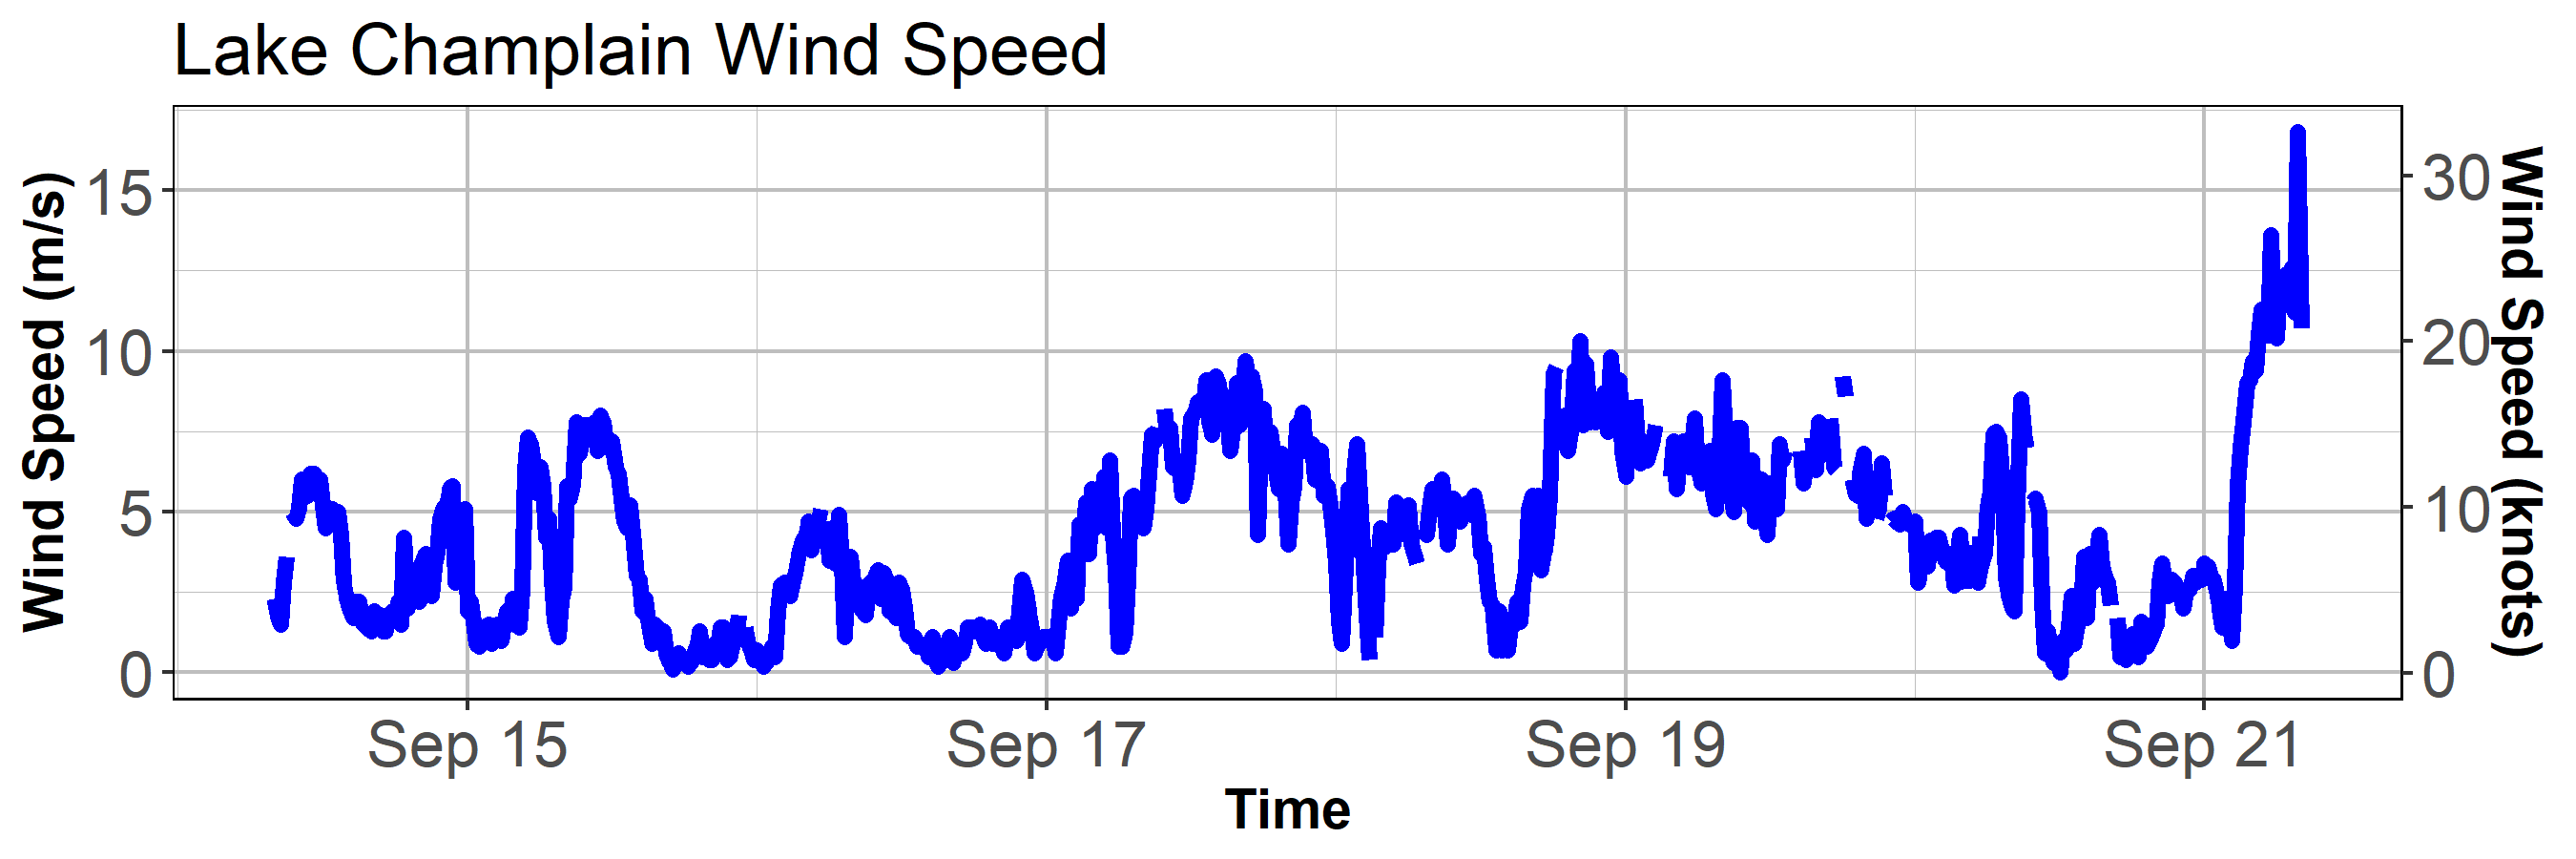 Lake Champlain Wind Speed
Wind Speed (m/s)
15
10
5
0
30
20
10
0
Wind Speed (knots)
Sep 15
Sep 17
Sep 19
Sep 21
Time